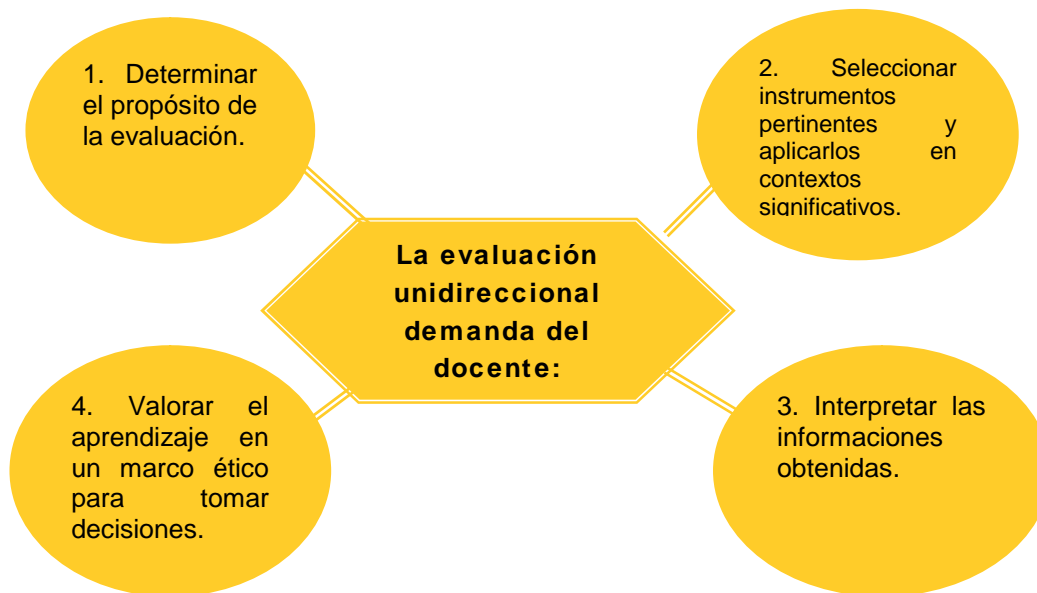 1. Determinar
el propósito de
la evaluación.
2. Seleccionar
instrumentos
pertinentes y
aplicarlos en
contextos
significativos.
La evaluación
unidireccional
demanda del
docente:
4. Valorar el
aprendizaje en
un marco ético
para tomar
decisiones.
3. Interpretar las
informaciones
obtenidas.